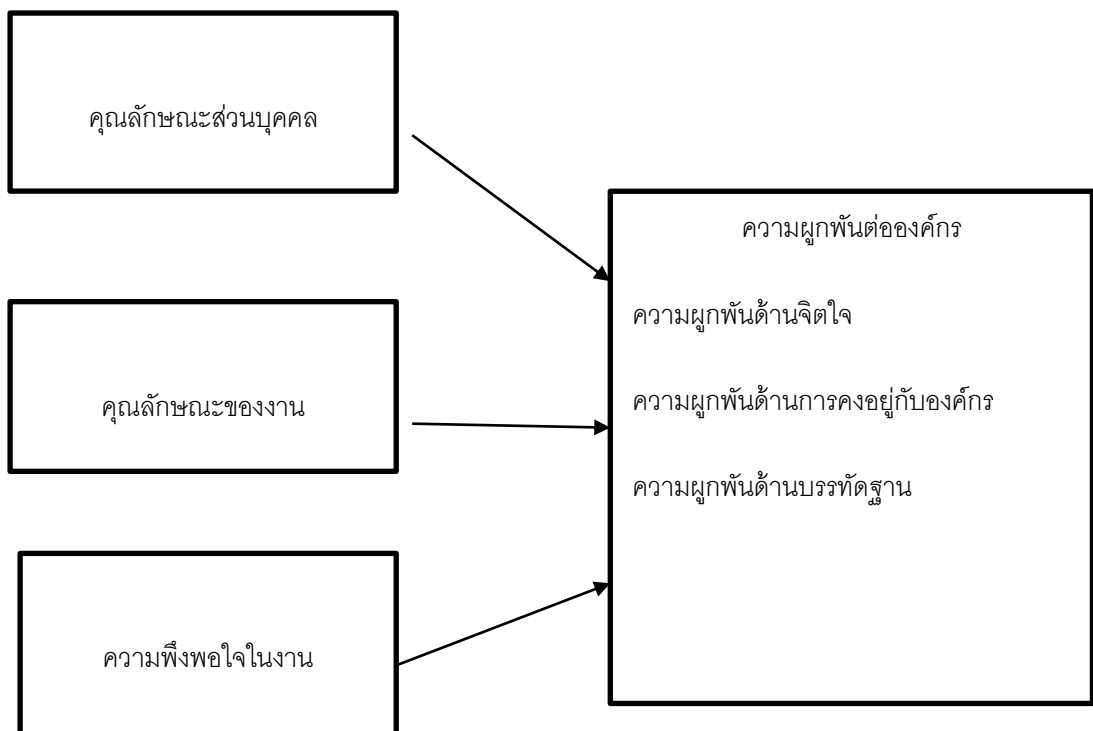 คุณลักษณะส่วนบุคคล
ความผูกพันต่อองค์กร
ความผูกพันด้านจิตใจ
คุณลักษณะของงาน
ความผูกพันด้านการคงอยู่กับองค์กร
ความผูกพันด้านบรรทัดฐาน
ความพึงพอใจในงาน